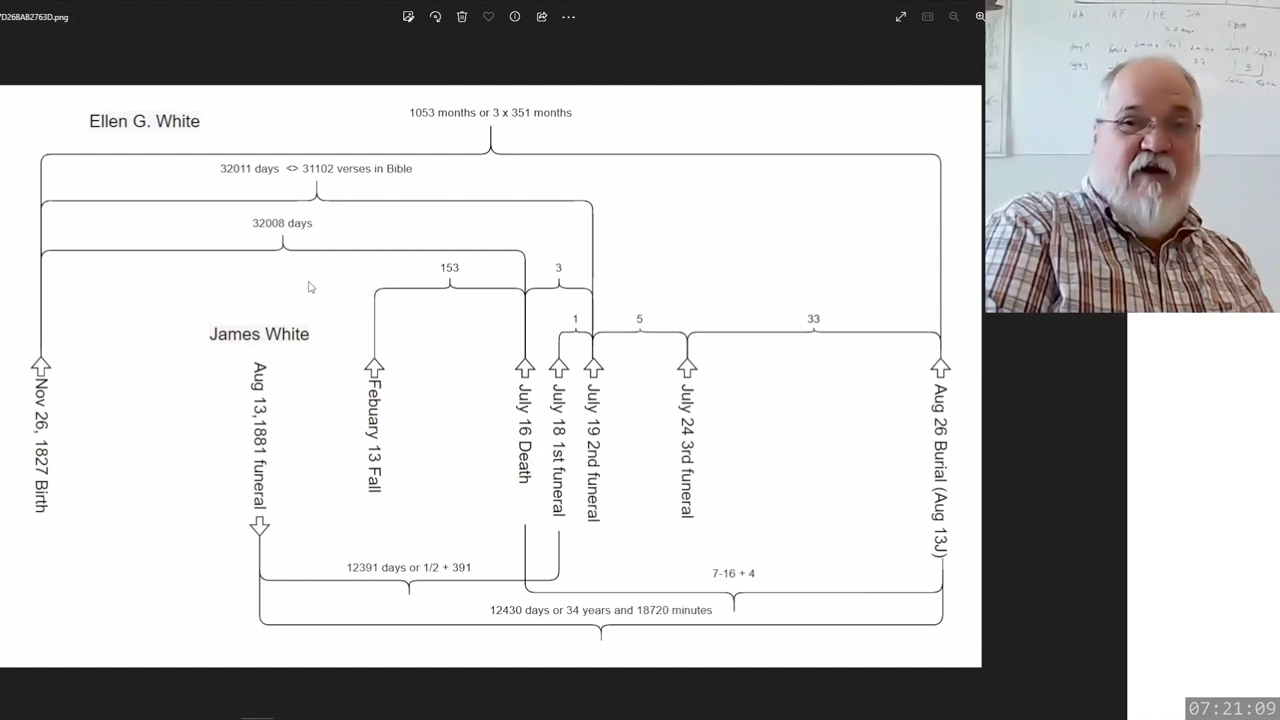 7D26BAB2763D.png
Ellen G. White
1053 months or 3 x 351 months
32011 days <> 31102 verses in Bible
32008 days
153
3
James White
1
5
33
Nov 26, 1827 Birth
Aug 13,1881 funeral
Febuary 13 Fall
July 16 Death
July 18 1st funeral
July 19 2nd funeral
July 24 3rd funeral
Aug 26 Burial (Aug 13J)
12391 days or 1/2 + 391
7-16 + 4
12430 days or 34 years and 18720 minutes
07:21:09